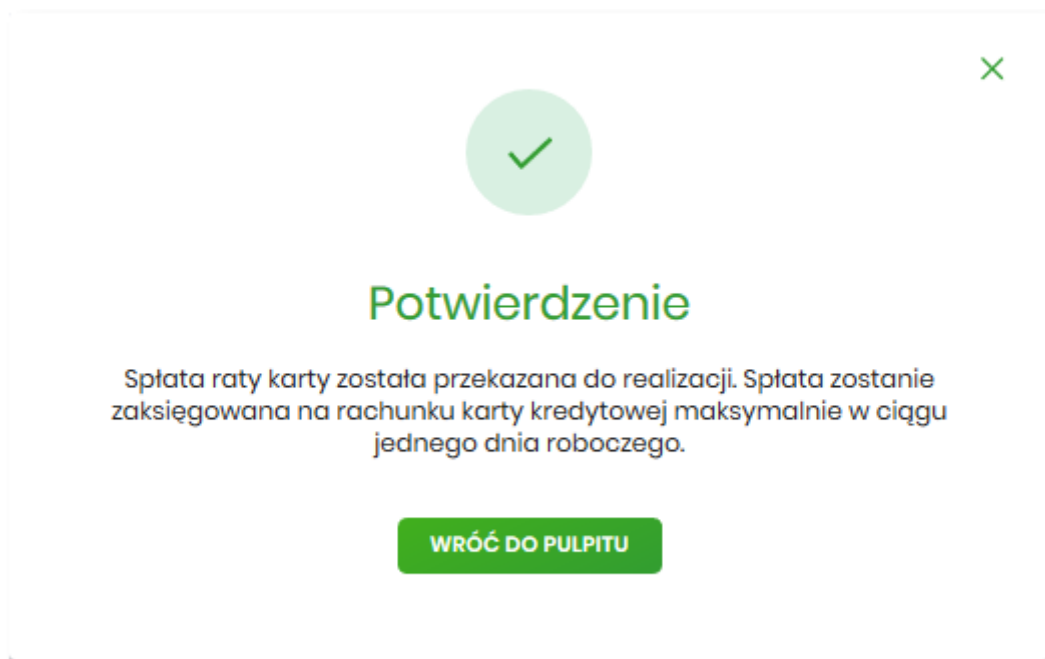 Potwierdzenie
Spłata raty karty została przekazana do realizacji. Spłata zostanie
zaksięgowana na rachunku karty kredytowej maksymalnie w ciągu
jednego dnia roboczego.
WRÓĆ DO PULPITU